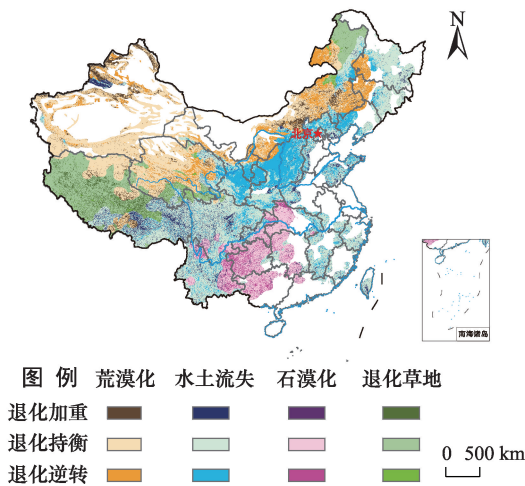 N
北京
南海诸岛
图 例 荒漠化 水土流失 石漠化 退化草地
退化加重
退化持衡
退化逆转
0 500 km